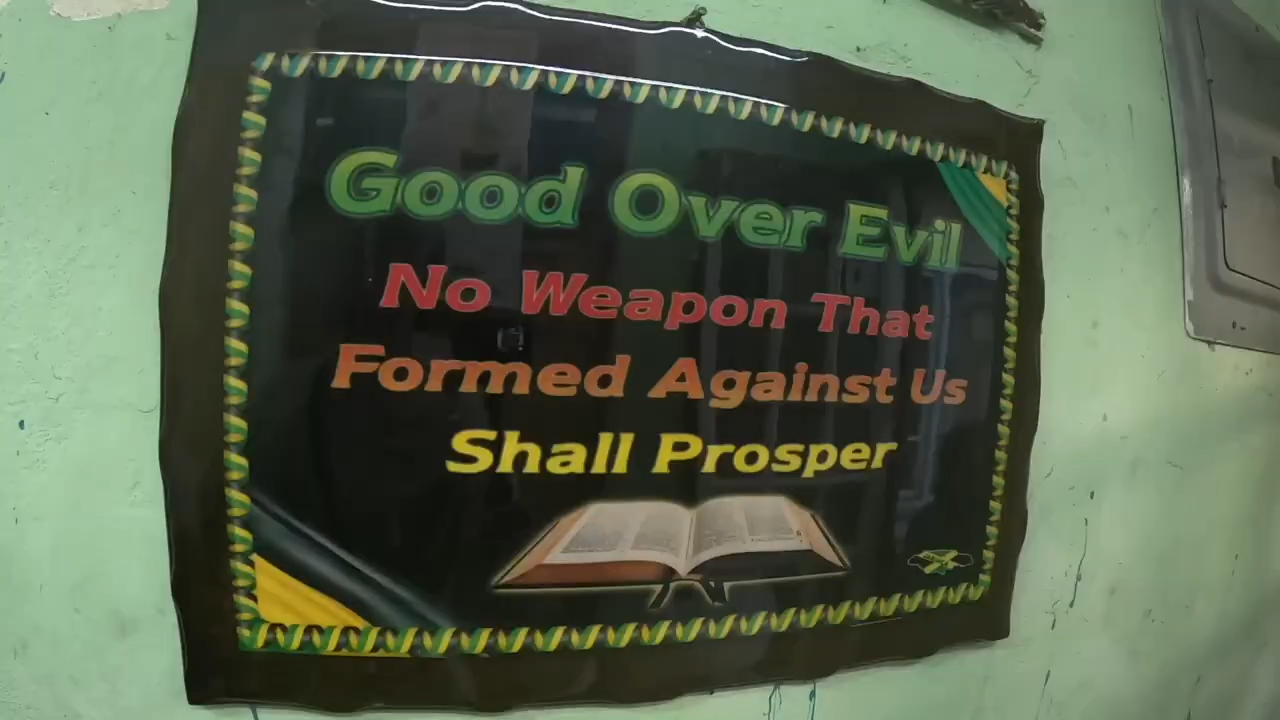 Good Over Evil
No Weapon That
Formed Against Us
Shall Prosper